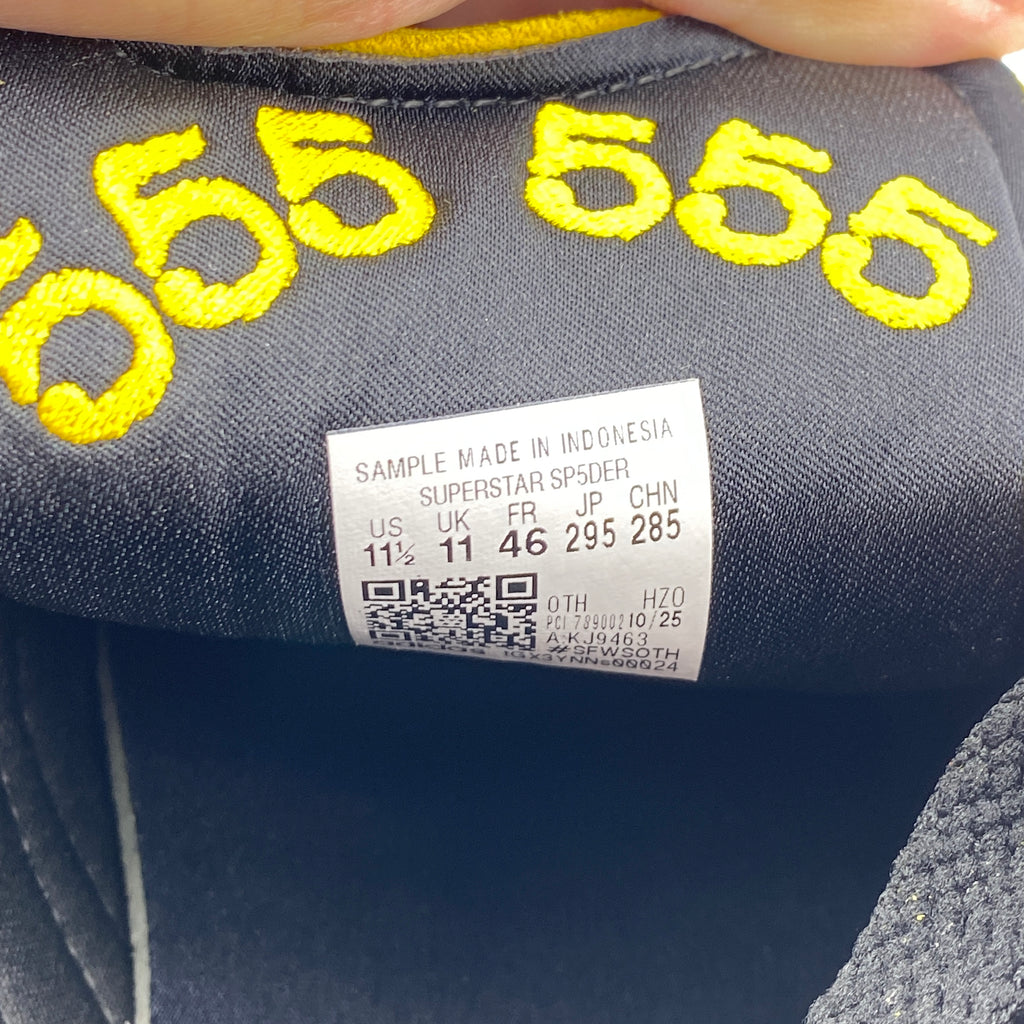 555 555
SAMPLE MADE IN INDONESIA
SUPERSTAR SP5DER
US UK FR JP CHN
11½ 11 46 295 285
OTH HZO
PCI 789002 10/25
A:KJ9463
#SFWSOTH
adidas